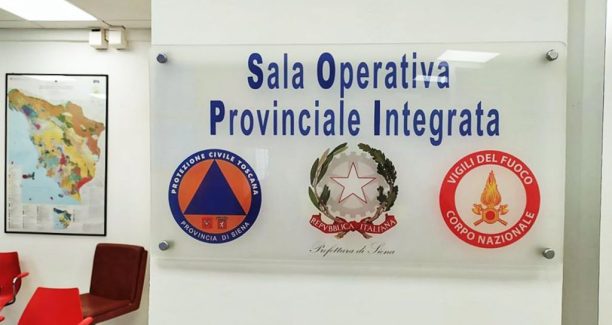 Sala Operativa
Provinciale Integrata
PROTEZIONE CIVILE TOSCANA
PROVINCIA DI SIENA
REPVBBLICA ITALIANA
Prefettura di Siena
VIGILI DEL FUOCO
CORPO NAZIONALE